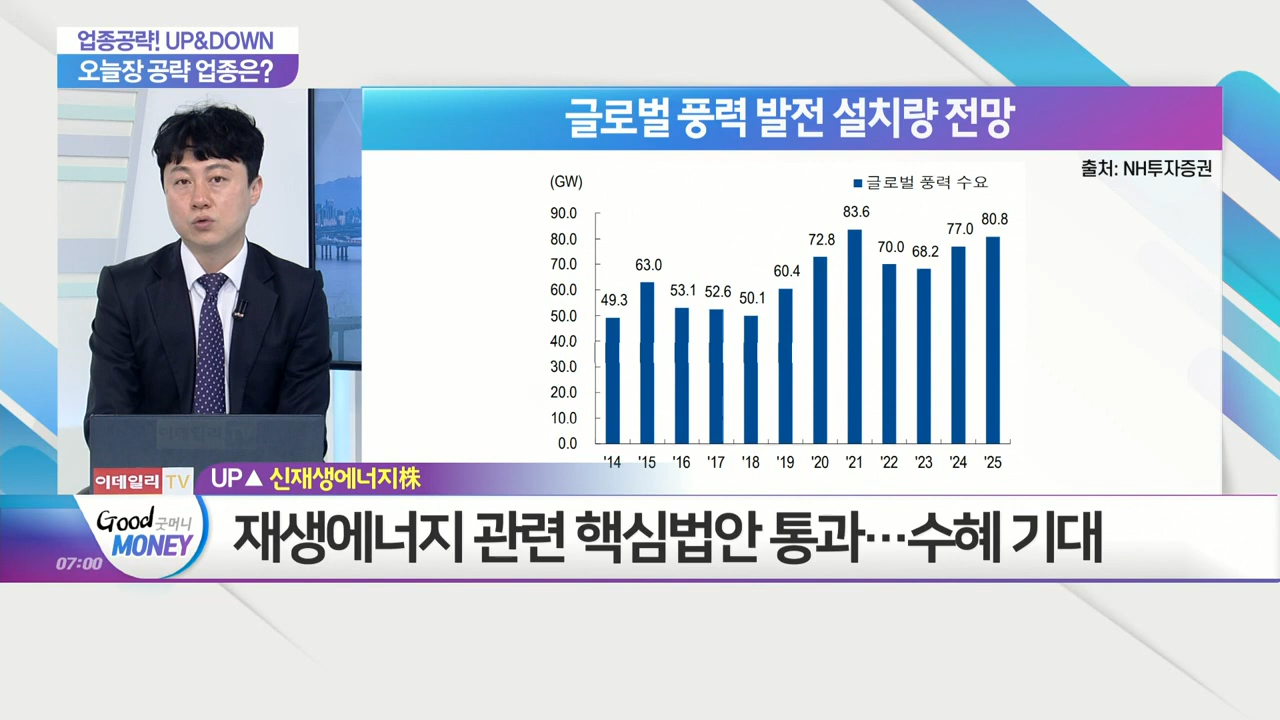 업종공략! UP&DOWN
오늘장 공략 업종은?
글로벌 풍력 발전 설치량 전망
출처: NH투자증권
(GW)
글로벌 풍력 수요
90.0
80.0
70.0
60.0
50.0
40.0
30.0
20.0
10.0
0.0
49.3
63.0
53.1
52.6
50.1
60.4
72.8
83.6
70.0
68.2
77.0
80.8
'14 '15 '16 '17 '18 '19 '20 '21 '22 '23 '24 '25
이데일리 TV
UP▲ 신재생에너지株
Good 굿머니
MONEY
07:00
재생에너지 관련 핵심법안 통과…수혜 기대